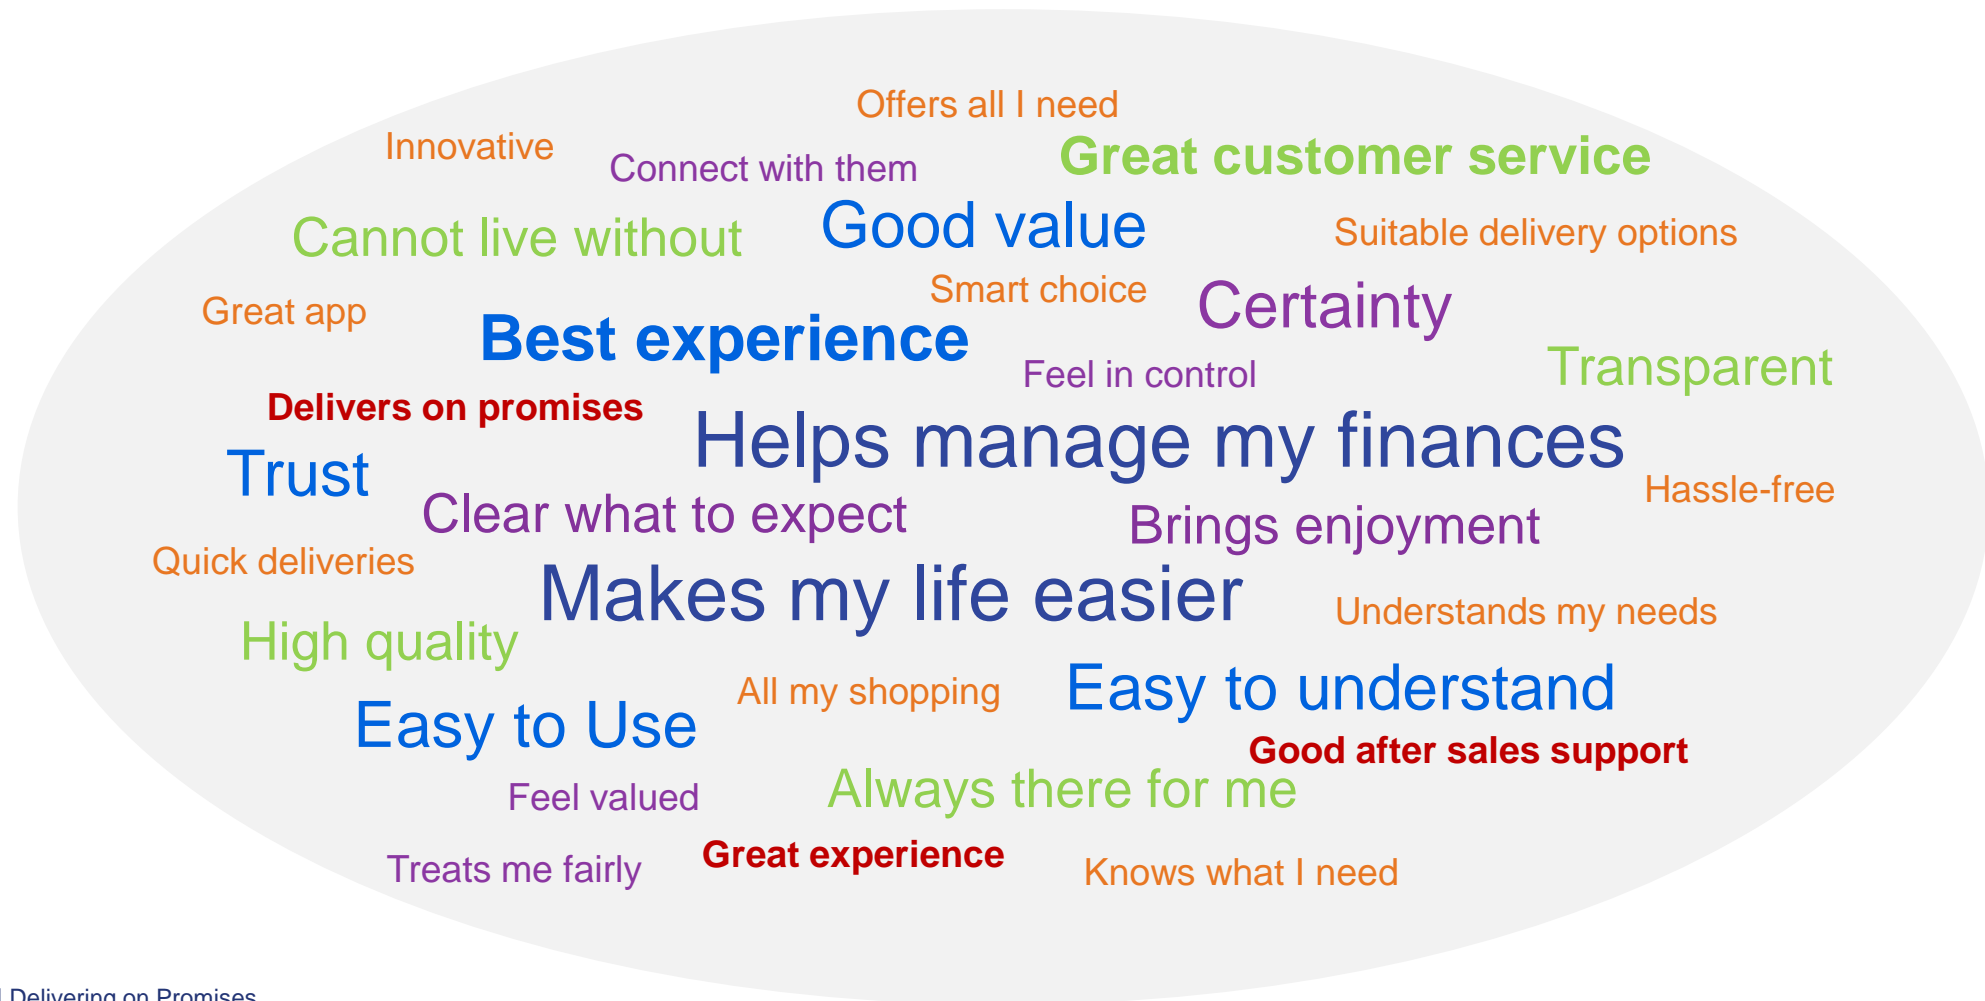 Offers all I need
Innovative
Connect with them
Great customer service
Cannot live without
Good value
Suitable delivery options
Great app
Smart choice
Certainty
Best experience
Feel in control
Transparent
Delivers on promises
Helps manage my finances
Trust
Clear what to expect
Brings enjoyment
Hassle-free
Quick deliveries
Makes my life easier
Understands my needs
High quality
All my shopping
Easy to understand
Easy to Use
Good after sales support
Feel valued
Always there for me
Treats me fairly
Great experience
Knows what I need
Delivering on Promises